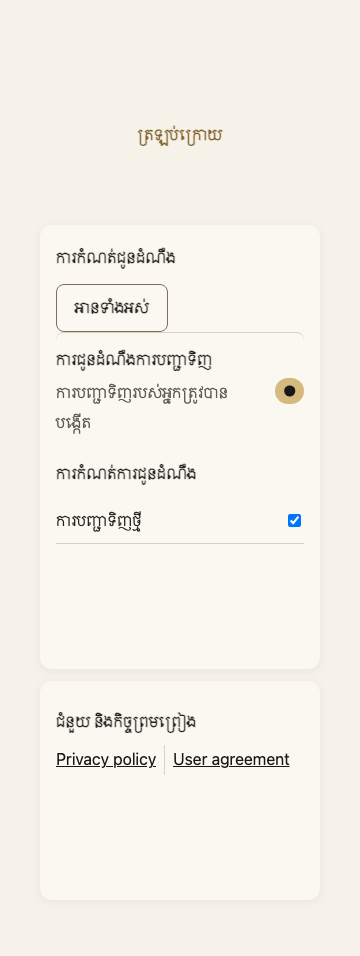 ត្រឡប់ក្រោយ
ការកំណត់ជូនដំណឹង
អានទាំងអស់
ការជូនដំណឹងការបញ្ជាទិញ
ការបញ្ជាទិញរបស់អ្នកត្រូវបាន
បង្កើត
ការកំណត់ការជូនដំណឹង
ការបញ្ជាទិញថ្មី
ជំនួយ និងកិច្ចព្រមព្រៀង
Privacy policy
User agreement